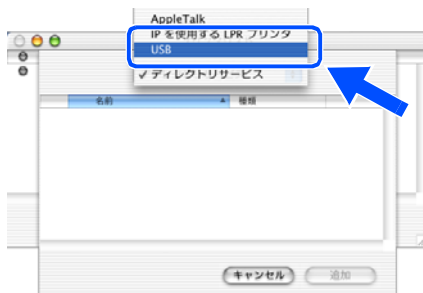 AppleTalk
IP を使用する LPR プリンタ
USB
✓ ディレクトリサービス
名前 種類
キャンセル 追加